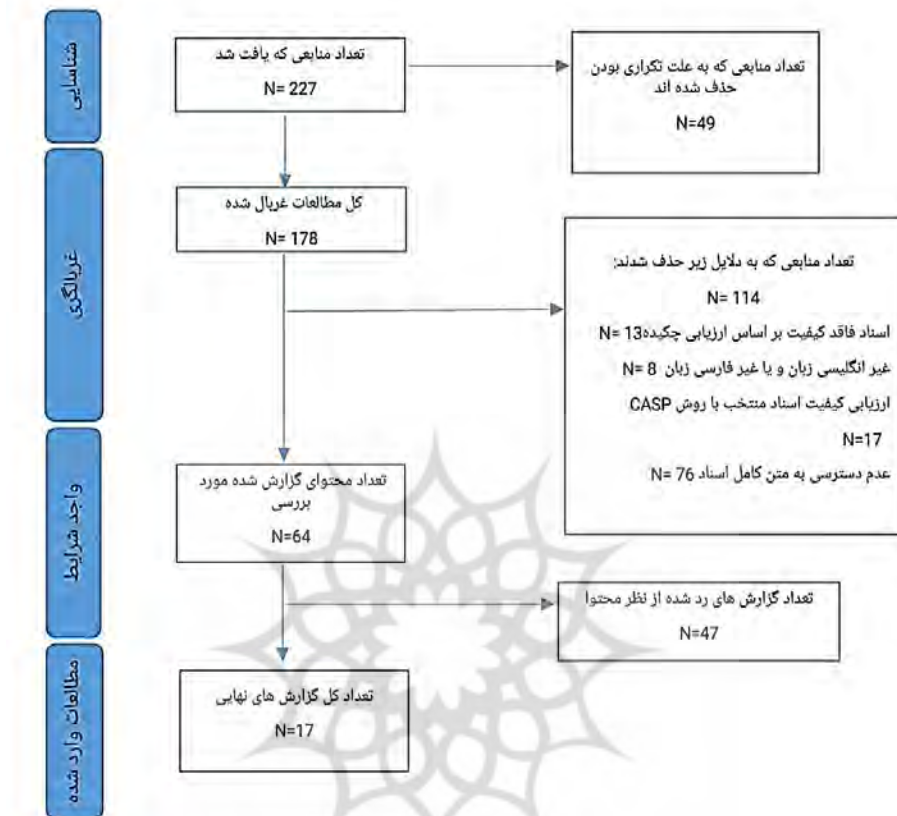 شناسایی
تعداد منابعی که یافت شد
N= 227
تعداد منابعی که به علت تکراری بودن
حذف شده اند
N=49
غربالگری
کل مطالعات غربال شده
N= 178
تعداد منابعی که به دلایل زیر حذف شدند:
N= 114
اسناد فاقد کیفیت بر اساس ارزیابی چکیده N= 13
غیر انگلیسی زبان و یا غیر فارسی زبان N= 8
ارزیابی کیفیت اسناد منتخب با روش CASP
N=17
عدم دسترسی به متن کامل اسناد N= 76
واجد شرایط
تعداد محتوای گزارش شده مورد
بررسی
N=64
تعداد گزارش های رد شده از نظر محتوا
N=47
مطالعات وارد شده
تعداد کل گزارش های نهایی
N=17